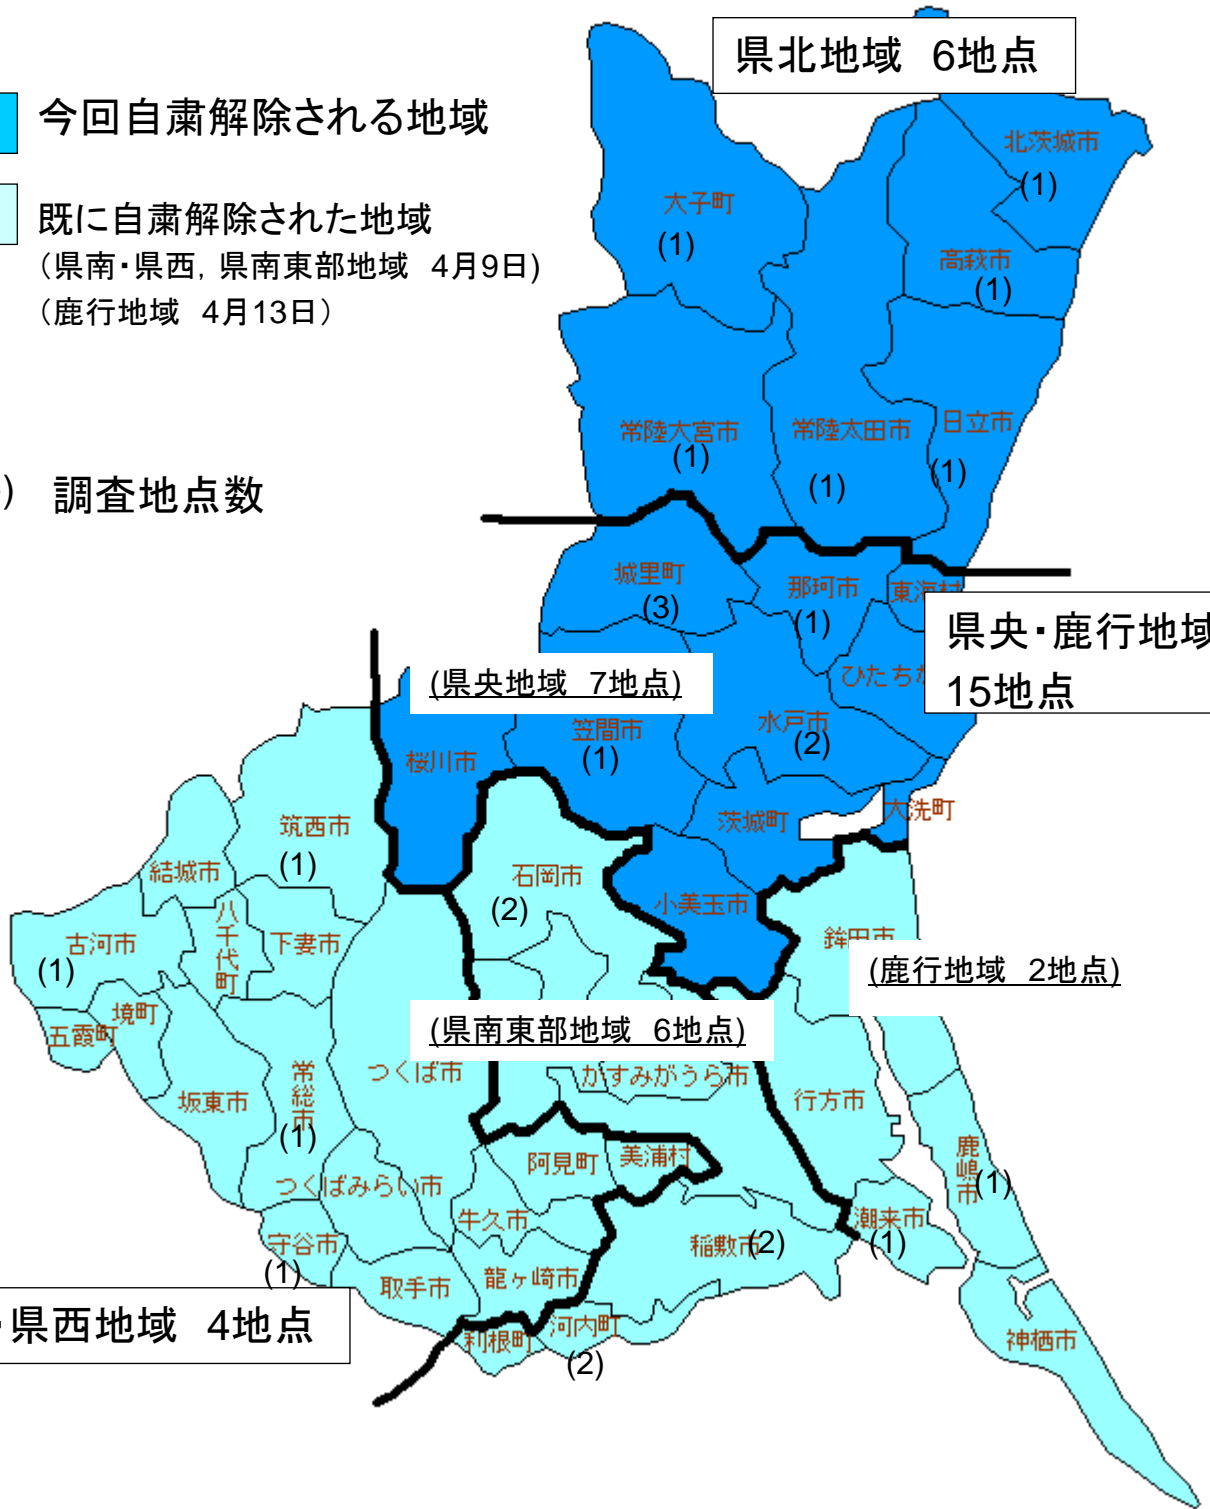 県北地域 6地点
今回自粛解除される地域
既に自粛解除された地域
(県南・県西, 県南東部地域 4月9日)
(鹿行地域 4月13日)
) 調査地点数
北茨城市
(1)
大子町
(1)
高萩市
(1)
常陸大宮市
(1)
常陸太田市
(1)
日立市
(1)
城里町
(3)
那珂市
(1)
東海村
県央・鹿行地域
15地点
ひたちか
(県央地域 7地点)
笠間市
(1)
水戸市
(2)
桜川市
茨城町
大洗町
小美玉市
筑西市
(1)
結城市
石岡市
(2)
八千代町
下妻市
古河市
(1)
鉾田市
(鹿行地域 2地点)
境町
五霞町
(県南東部地域 6地点)
つくば市
かすみがうら市
坂東市
常総市
(1)
行方市
阿見町
美浦村
鹿嶋市
(1)
つくばみらい市
牛久市
守谷市
(1)
稲敷市
(2)
潮来市
(1)
取手市
龍ヶ崎市
・県西地域 4地点
利根町
河内町
(2)
神栖市